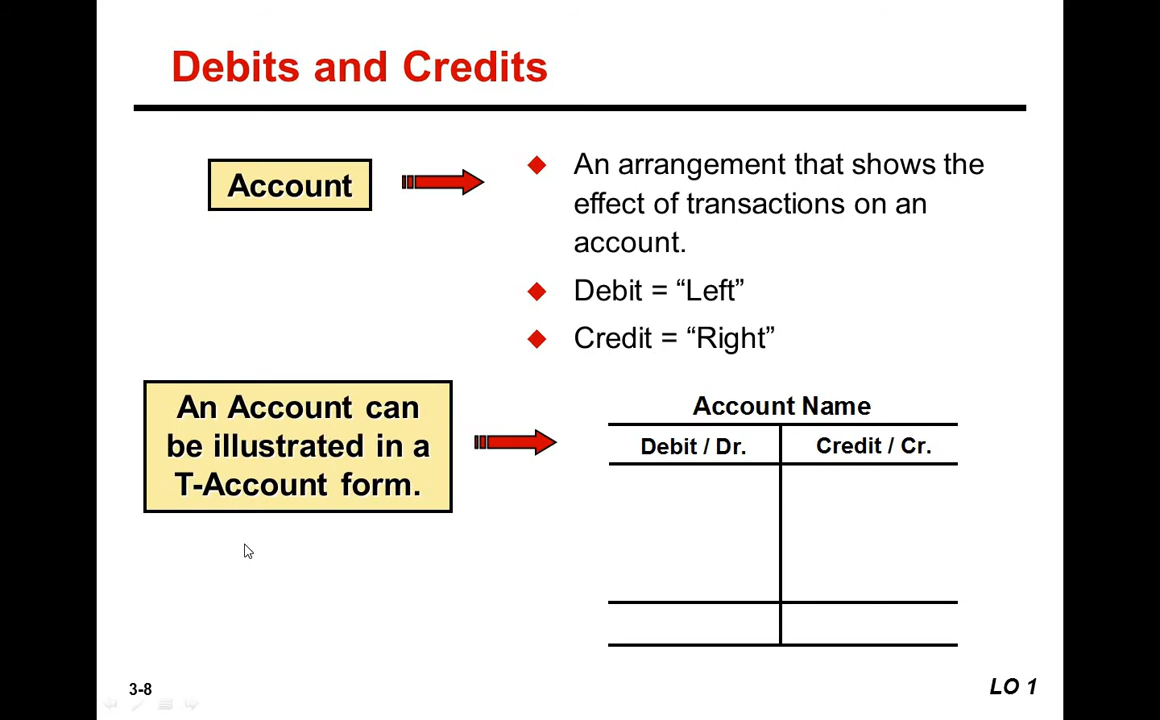 Debits and Credits
Account
An arrangement that shows the
effect of transactions on an
account.
Debit = “Left”
Credit = “Right”
An Account can
be illustrated in a
T-Account form.
Account Name
Debit / Dr.
Credit / Cr.
3-8
LO 1